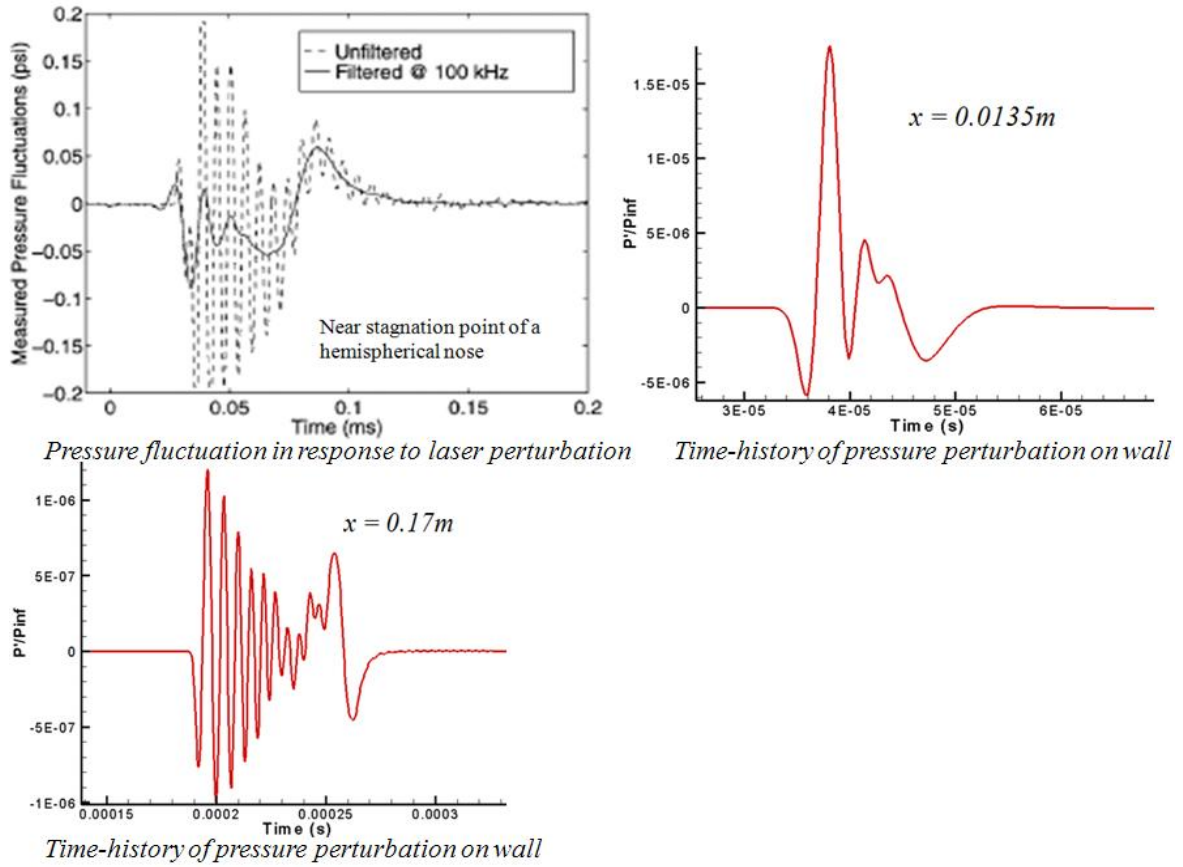 0.2
0.15
0.1
0.05
0
−0.05
−0.1
−0.15
−0.2
Measured Pressure Fluctuations (psi)
Unfiltered
Filtered @ 100 kHz
Near stagnation point of a
hemispherical nose
0 0.05 0.1 0.15 0.2
Time (ms)
Pressure fluctuation in response to laser perturbation
1.5E-05
1E-05
5E-06
0
-5E-06
P'/Pinf
x = 0.0135m
3E-05 4E-05 5E-05 6E-05
Time (s)
Time-history of pressure perturbation on wall
1E-06
5E-07
0
-5E-07
-1E-06
P'/Pinf
x = 0.17m
0.00015 0.0002 0.00025 0.0003
Time (s)
Time-history of pressure perturbation on wall